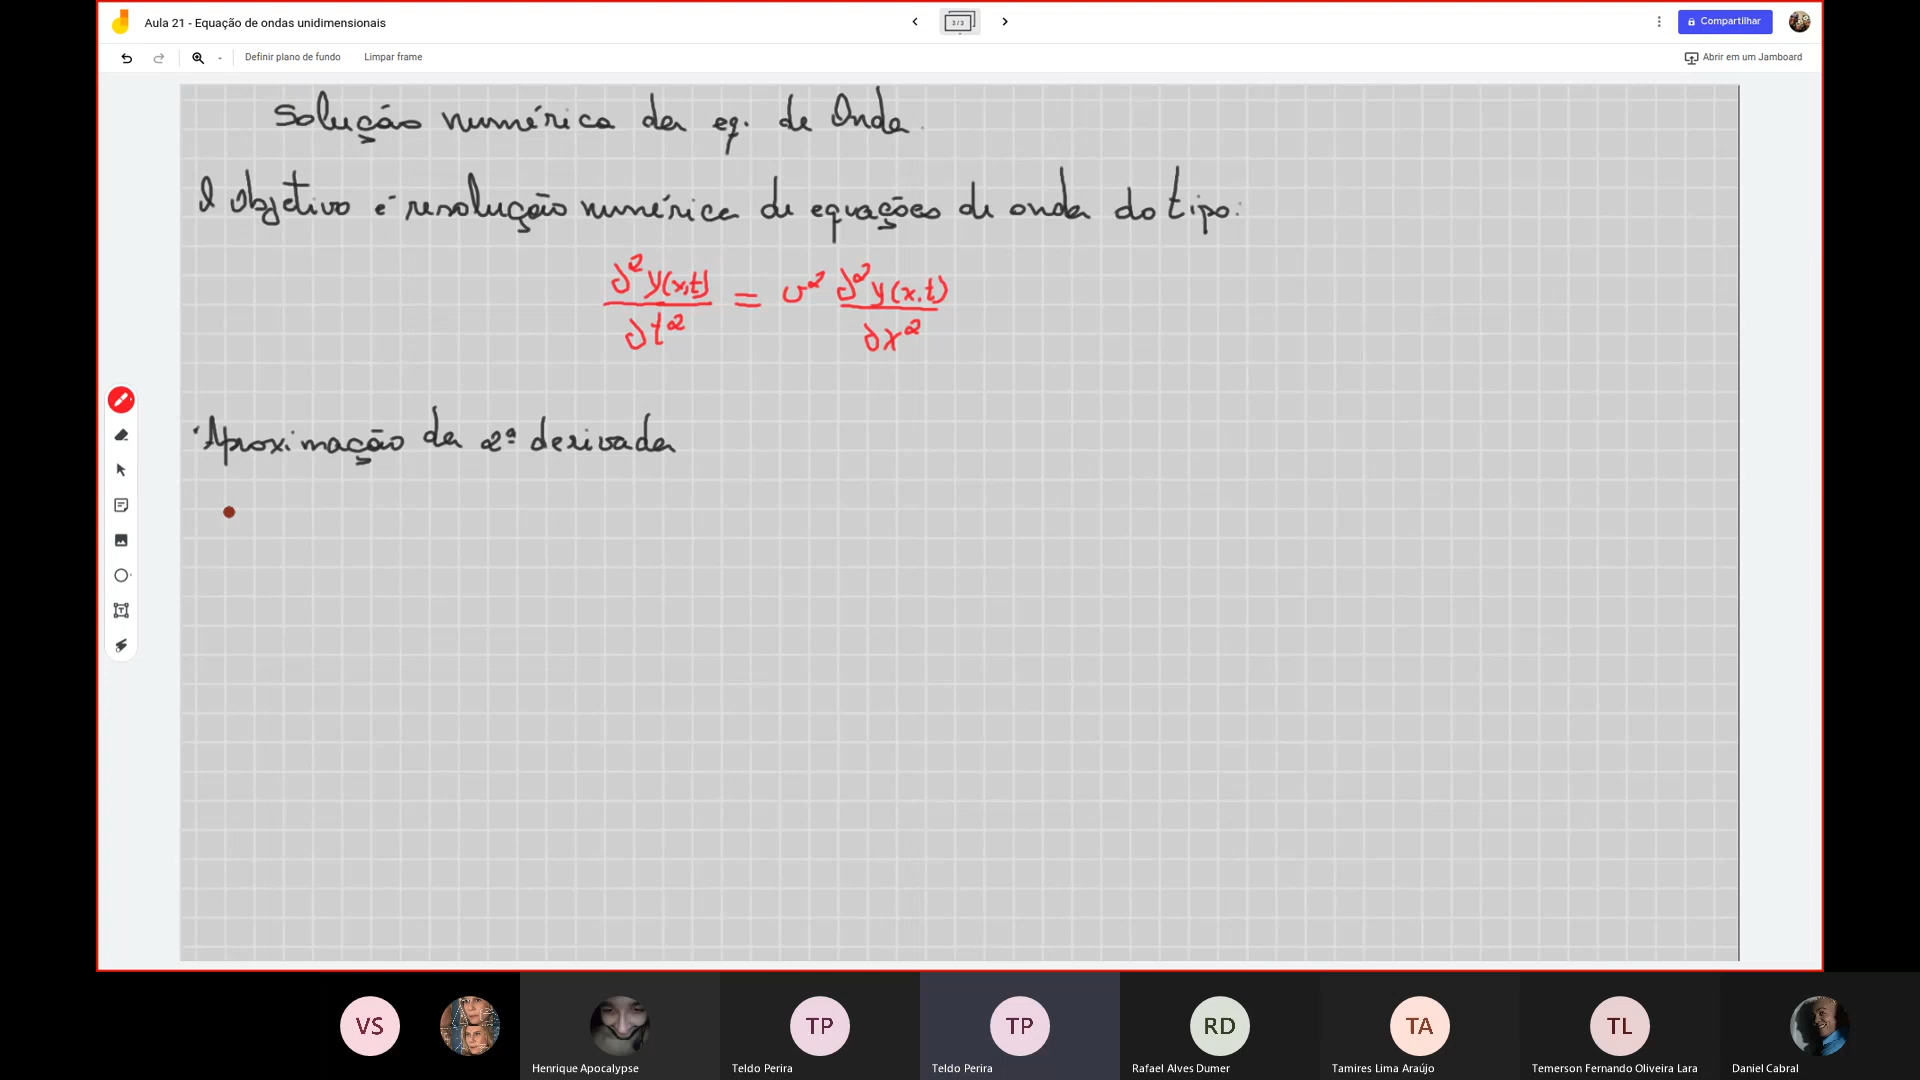 Aula 21 - Equação de ondas unidimensionais
3 / 3
Compartilhar
Definir plano de fundo
Limpar frame
Abrir em um Jamboard
Solução numérica da eq. de Onda.
O objetivo é resolução numérica de equações de onda do tipo:
∂²y(x,t)/∂t² = v² ∂²y(x,t)/∂x²
· Aproximação da 2ª derivada
VS
TP
TP
RD
TA
TL
Henrique Apocalypse
Teldo Perira
Teldo Perira
Rafael Alves Dumer
Tamires Lima Araújo
Temerson Fernando Oliveira Lara
Daniel Cabral